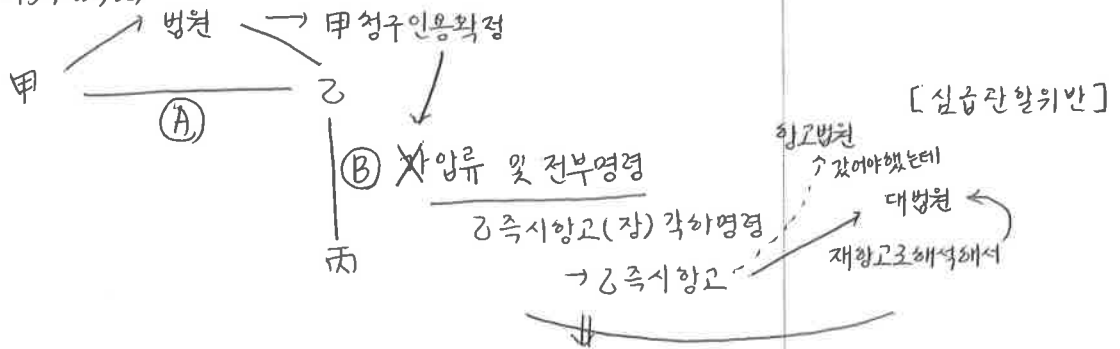 법원 → 甲 청구인용확정
甲 乙
Ⓐ
[심급관할위반]
항고법원
↑ 갔어야했는데
Ⓑ 압류 및 전부명령
대법원
乙 즉시항고(장) 각하명령
재항고로해석해서
丙
→ 乙 즉시항고